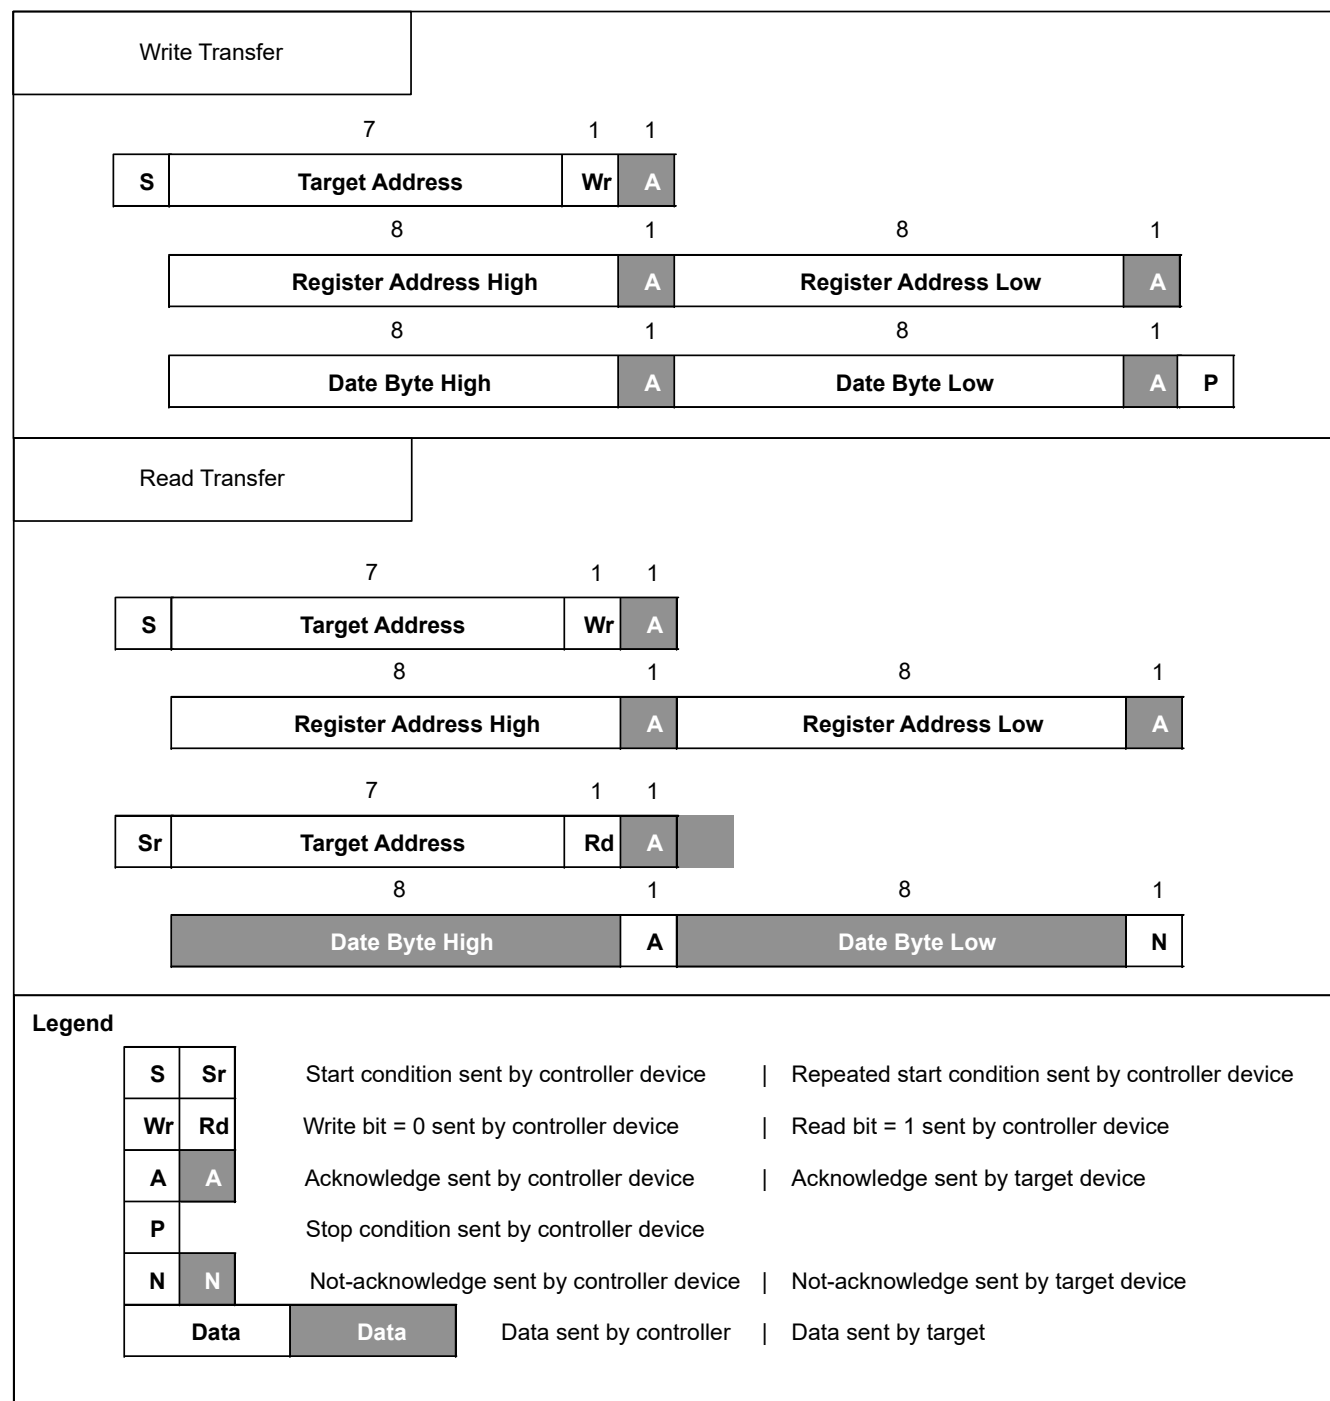 Write Transfer
7 1 1
S Target Address Wr A
8 1 8 1
Register Address High A Register Address Low A
8 1 8 1
Date Byte High A Date Byte Low A P
Read Transfer
7 1 1
S Target Address Wr A
8 1 8 1
Register Address High A Register Address Low A
7 1 1
Sr Target Address Rd A
8 1 8 1
Date Byte High A Date Byte Low N
Legend
S Sr Start condition sent by controller device | Repeated start condition sent by controller device
Wr Rd Write bit = 0 sent by controller device | Read bit = 1 sent by controller device
A A Acknowledge sent by controller device | Acknowledge sent by target device
P Stop condition sent by controller device
N N Not-acknowledge sent by controller device | Not-acknowledge sent by target device
Data Data Data sent by controller | Data sent by target